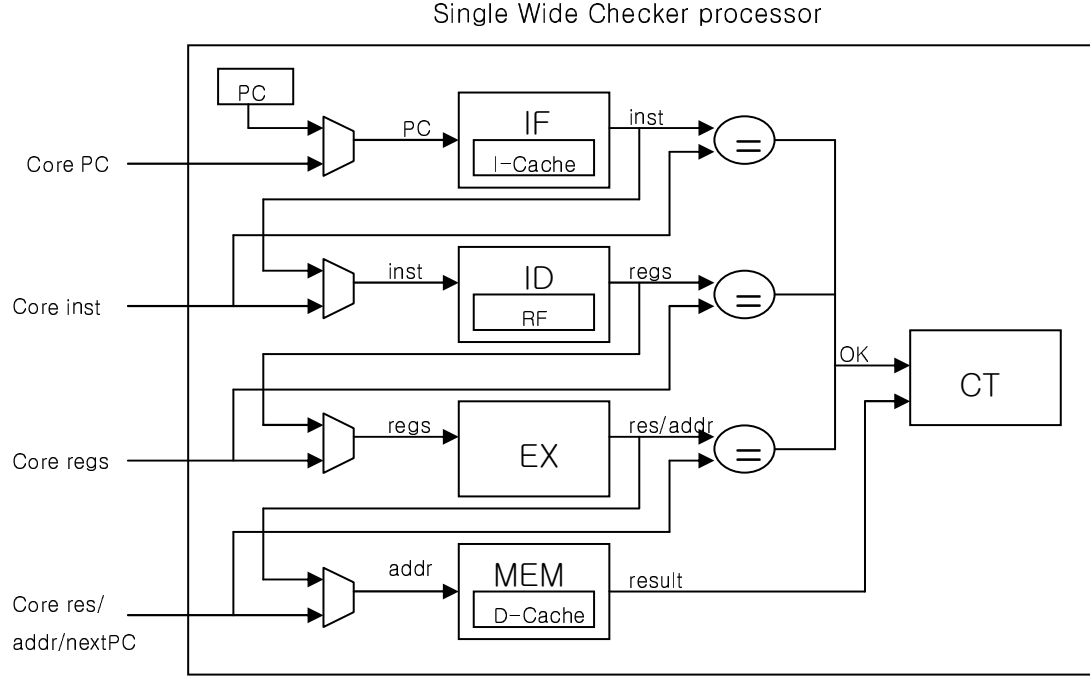 Single Wide Checker processor
PC
Core PC
PC
IF
I-Cache
inst
=
Core inst
inst
ID
RF
regs
=
OK
CT
Core regs
regs
EX
res/addr
=
Core res/
addr/nextPC
addr
MEM
D-Cache
result